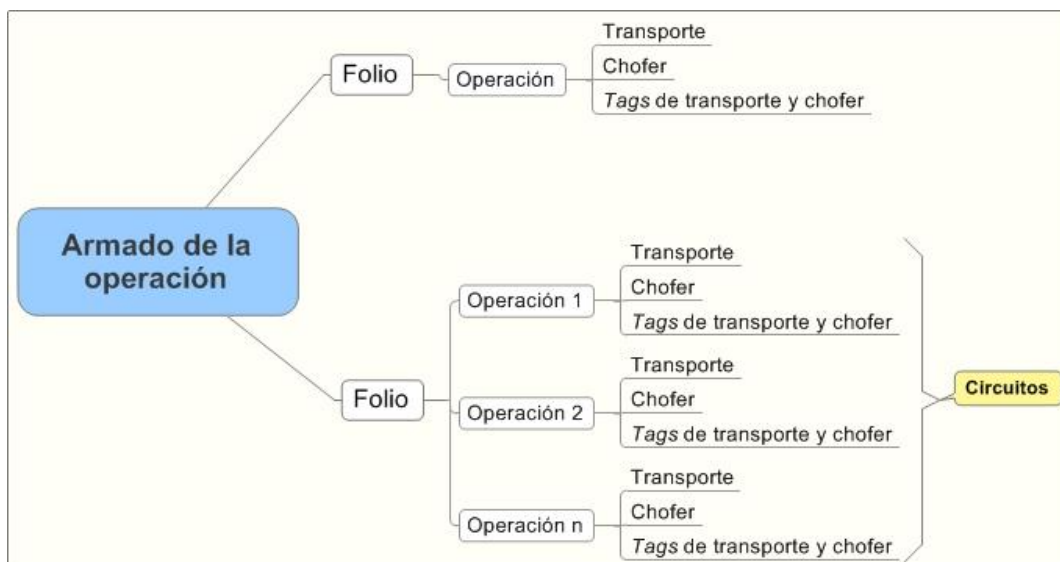 Armado de la
operación
Folio
Operación
Transporte
Chofer
Tags de transporte y chofer
Folio
Operación 1
Transporte
Chofer
Tags de transporte y chofer
Operación 2
Transporte
Chofer
Tags de transporte y chofer
Operación n
Transporte
Chofer
Tags de transporte y chofer
Circuitos